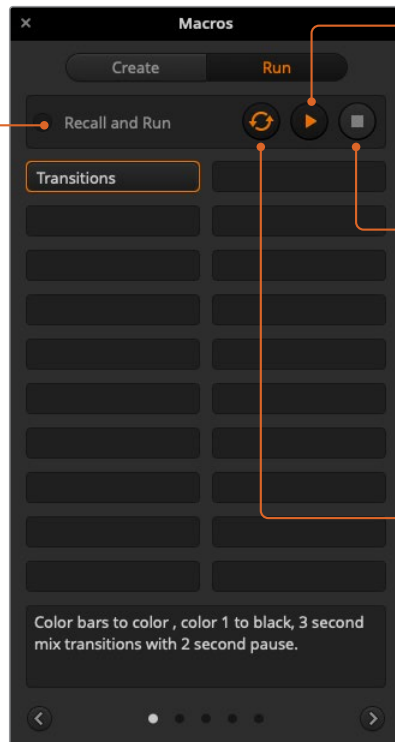 Macros
Create Run
Recall and Run
Transitions
Color bars to color , color 1 to black, 3 second
mix transitions with 2 second pause.